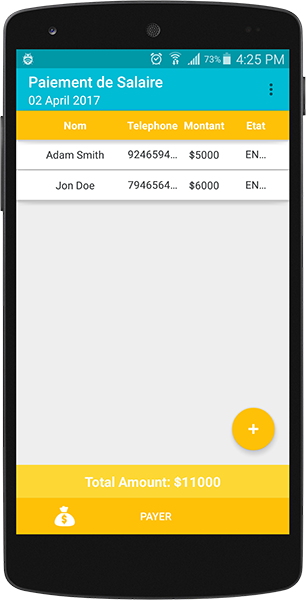 73% 4:25 PM
Paiement de Salaire
02 April 2017
Nom Telephone Montant Etat
Adam Smith 9246594... $5000 EN...
Jon Doe 7946564... $6000 EN...
+
Total Amount: $11000
$ PAYER